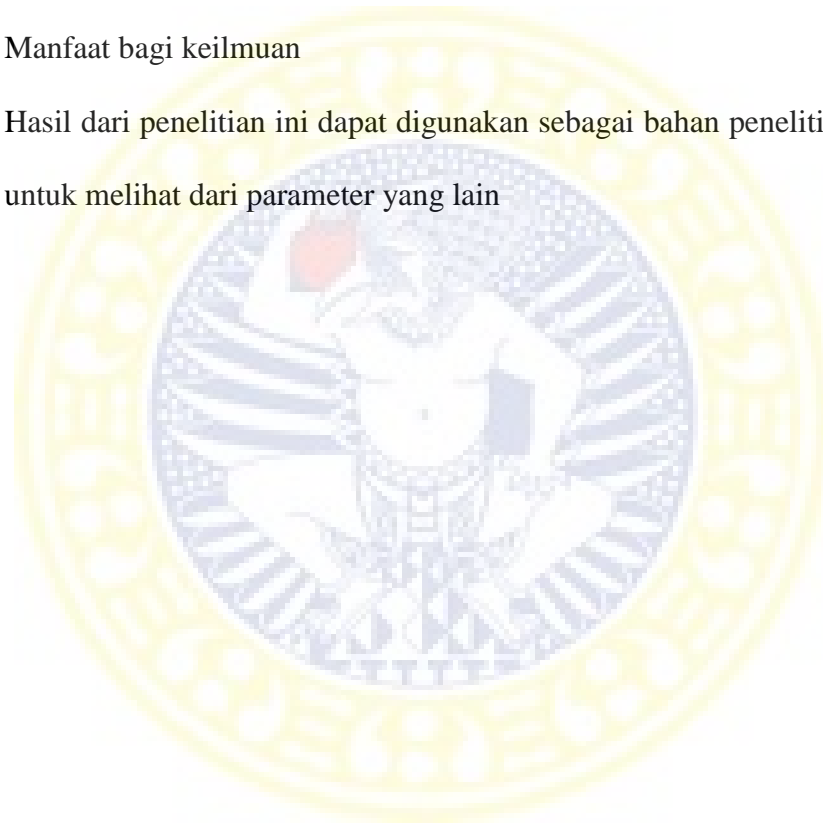 Manfaat bagi keilmuan
Hasil dari penelitian ini dapat digunakan sebagai bahan peneliti
untuk melihat dari parameter yang lain